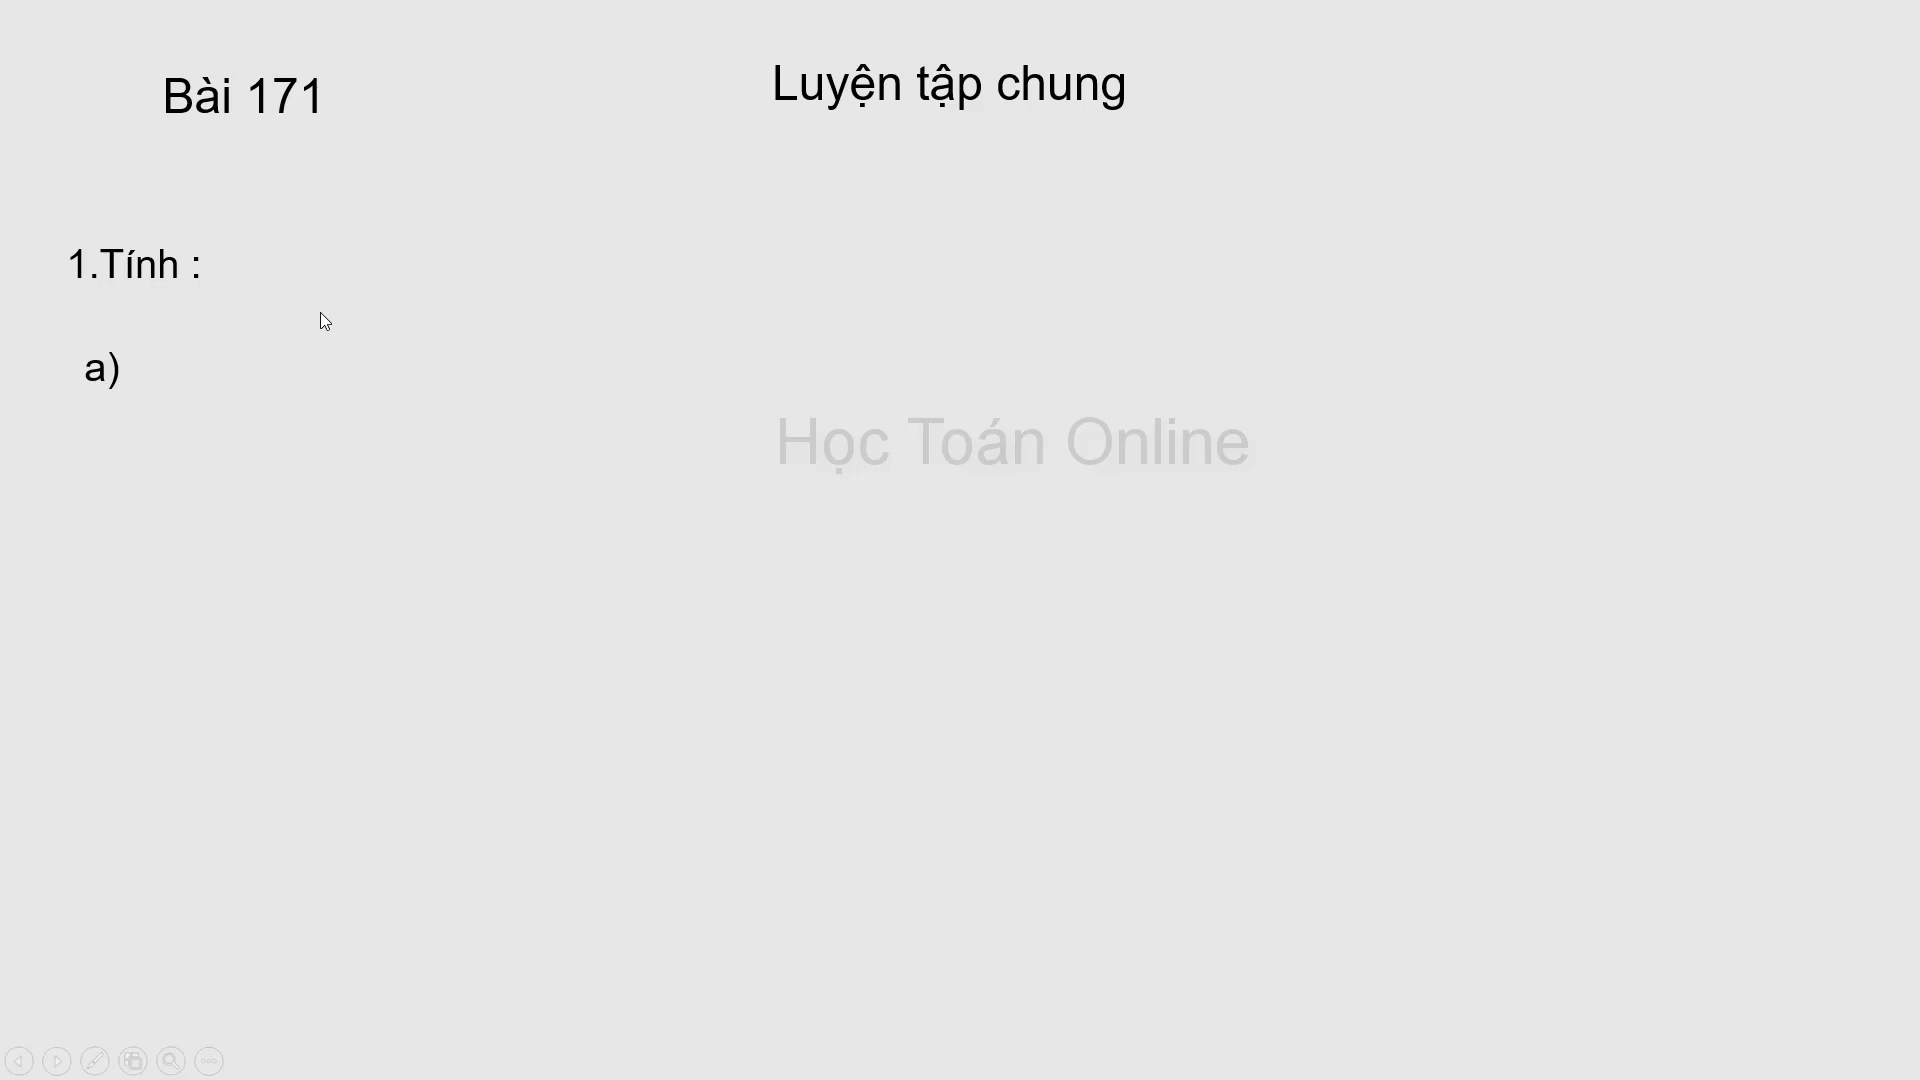 Bài 171
Luyện tập chung
1.Tính :
a)
Học Toán Online